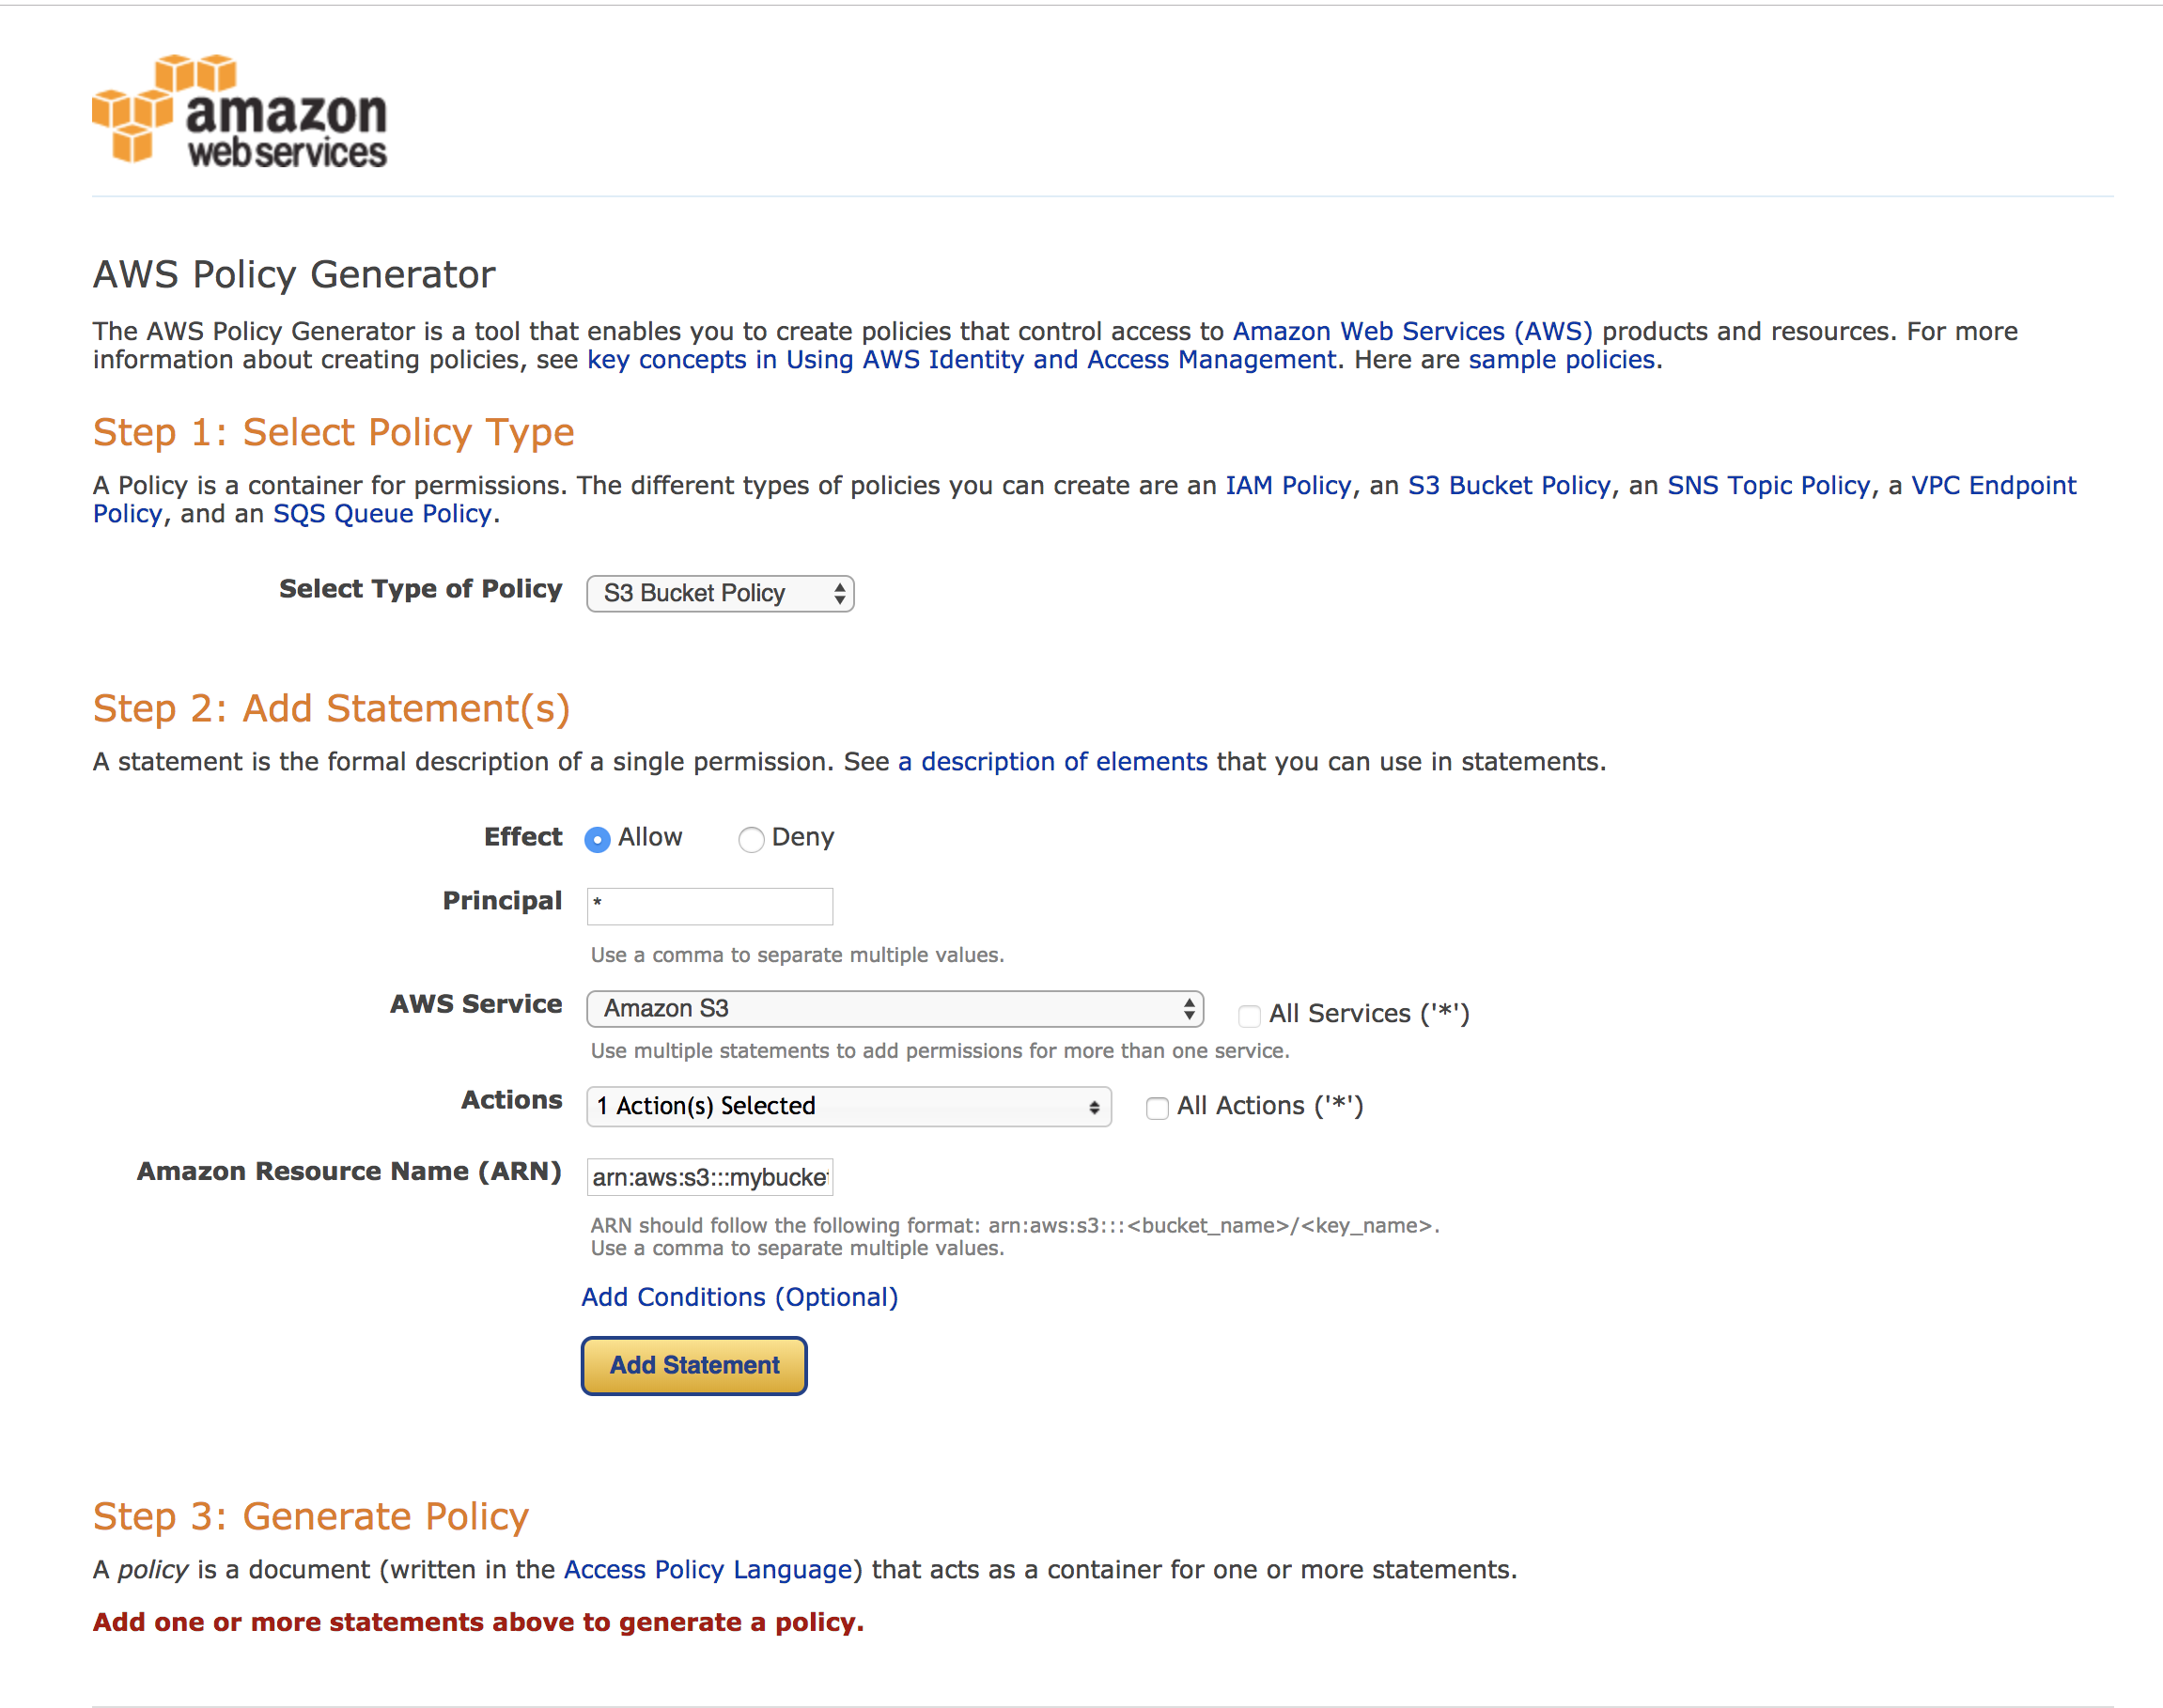 amazon
web services
AWS Policy Generator
The AWS Policy Generator is a tool that enables you to create policies that control access to Amazon Web Services (AWS) products and resources. For more
information about creating policies, see key concepts in Using AWS Identity and Access Management. Here are sample policies.
Step 1: Select Policy Type
A Policy is a container for permissions. The different types of policies you can create are an IAM Policy, an S3 Bucket Policy, an SNS Topic Policy, a VPC Endpoint
Policy, and an SQS Queue Policy.
Select Type of Policy S3 Bucket Policy
Step 2: Add Statement(s)
A statement is the formal description of a single permission. See a description of elements that you can use in statements.
Effect Allow Deny
Principal *
Use a comma to separate multiple values.
AWS Service Amazon S3 All Services ('*')
Use multiple statements to add permissions for more than one service.
Actions 1 Action(s) Selected All Actions ('*')
Amazon Resource Name (ARN) arn:aws:s3:::mybucket
ARN should follow the following format: arn:aws:s3:::<bucket_name>/<key_name>.
Use a comma to separate multiple values.
Add Conditions (Optional)
Add Statement
Step 3: Generate Policy
A policy is a document (written in the Access Policy Language) that acts as a container for one or more statements.
Add one or more statements above to generate a policy.